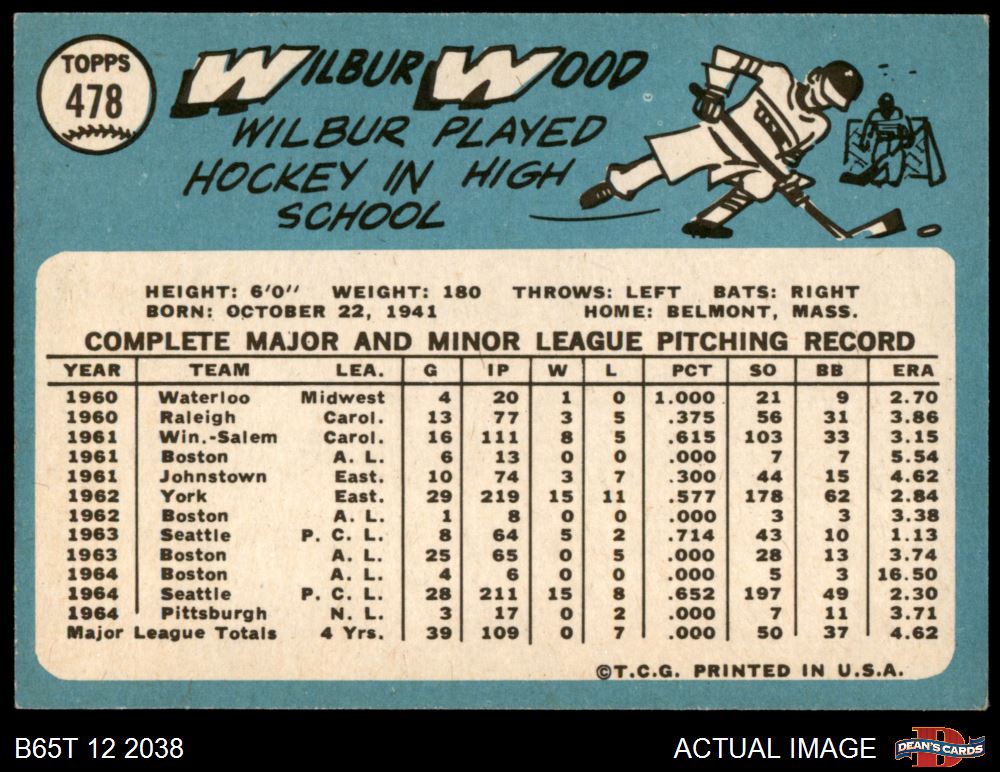 TOPPS
478
WILBUR WOOD
WILBUR PLAYED
HOCKEY IN HIGH
SCHOOL
HEIGHT: 6'0" WEIGHT: 180 THROWS: LEFT BATS: RIGHT
BORN: OCTOBER 22, 1941 HOME: BELMONT, MASS.
COMPLETE MAJOR AND MINOR LEAGUE PITCHING RECORD
YEAR TEAM LEA. G IP W L PCT SO BB ERA
1960 Waterloo Midwest 4 20 1 0 1.000 21 9 2.70
1960 Raleigh Carol. 13 77 3 5 .375 56 31 3.86
1961 Win.-Salem Carol. 16 111 8 5 .615 103 33 3.15
1961 Boston A. L. 6 13 0 0 .000 7 7 5.54
1961 Johnstown East. 10 74 3 7 .300 44 15 4.62
1962 York East. 29 219 15 11 .577 178 62 2.84
1962 Boston A. L. 1 8 0 0 .000 3 3 3.38
1963 Seattle P. C. L. 8 64 5 2 .714 43 10 1.13
1963 Boston A. L. 25 65 0 5 .000 28 13 3.74
1964 Boston A. L. 4 6 0 0 .000 5 3 16.50
1964 Seattle P. C. L. 28 211 15 8 .652 197 49 2.30
1964 Pittsburgh N. L. 3 17 0 2 .000 7 11 3.71
Major League Totals 4 Yrs. 39 109 0 7 .000 50 37 4.62
©T.C.G. PRINTED IN U.S.A.
B65T 12 2038 ACTUAL IMAGE
D
DEAN'S CARDS